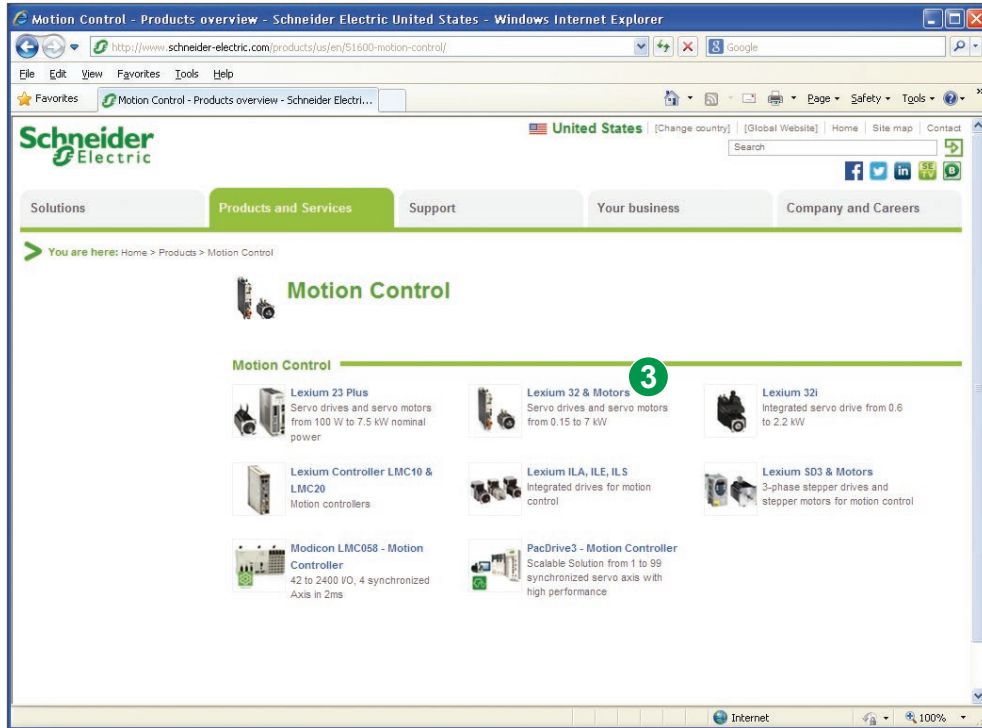 Motion Control - Products overview - Schneider Electric United States - Windows Internet Explorer
http://www.schneider-electric.com/products/us/en/51600-motion-control/
Google
File Edit View Favorites Tools Help
Favorites
Motion Control - Products overview - Schneider Electri...
Page Safety Tools
Schneider
Electric
United States [Change country] [Global Website] Home Site map Contact
Search
f in SE TV B
Solutions Products and Services Support Your business Company and Careers
You are here: Home > Products > Motion Control
Motion Control
Motion Control
3
Lexium 23 Plus
Servo drives and servo motors
from 100 W to 7.5 kW nominal
power
Lexium 32 & Motors
Servo drives and servo motors
from 0.15 to 7 kW
Lexium 32i
Integrated servo drive from 0.6
to 2.2 kW
Lexium Controller LMC10 &
LMC20
Motion controllers
Lexium ILA, ILE, ILS
Integrated drives for motion
control
Lexium SD3 & Motors
3-phase stepper drives and
stepper motors for motion control
Modicon LMC058 - Motion
Controller
42 to 2400 I/O, 4 synchronized
Axis in 2ms
PacDrive3 - Motion Controller
Scalable Solution from 1 to 99
synchronized servo axis with
high performance
Internet 100%